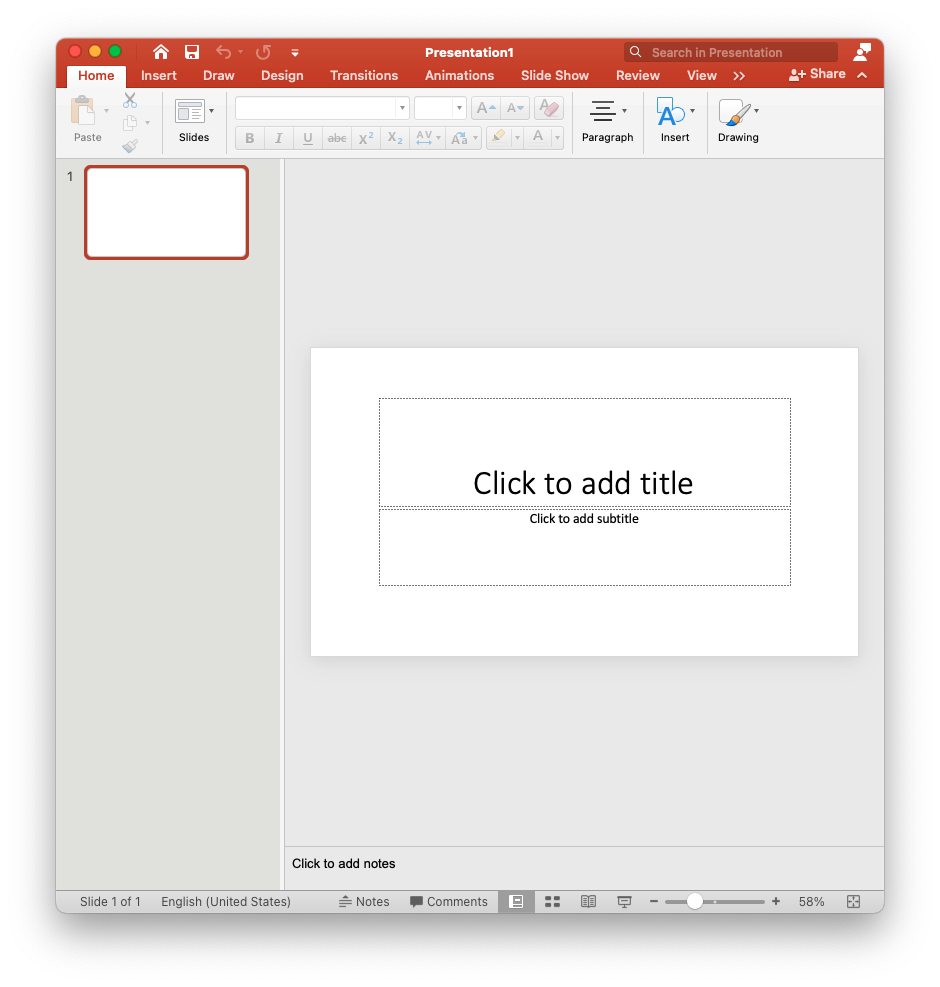 Presentation1
Search in Presentation
Home Insert Draw Design Transitions Animations Slide Show Review View Share
Paste Slides Paragraph Insert Drawing
B I U abc X² X₂ AV Aa A
1
Click to add title
Click to add subtitle
Click to add notes
Slide 1 of 1 English (United States) Notes Comments 58%